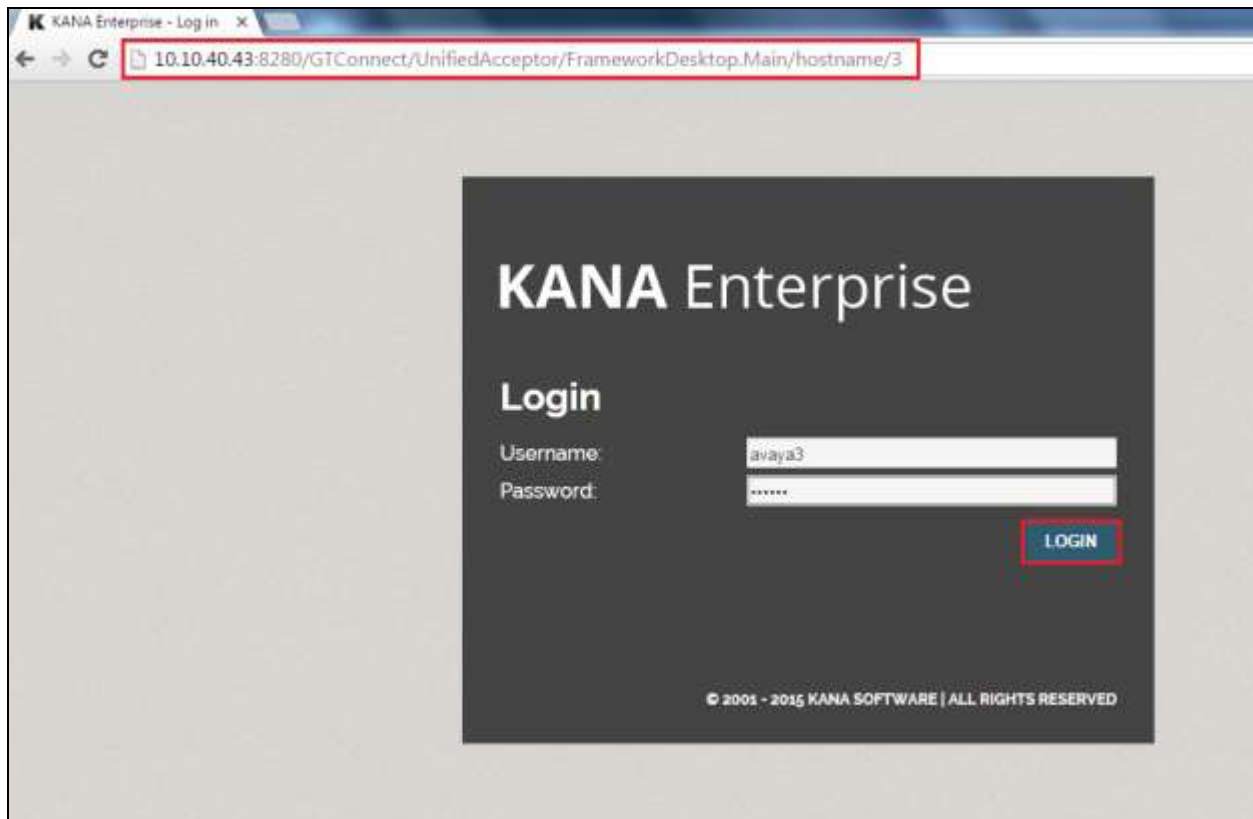 KANA Enterprise - Log in
10.10.40.43:8280/GTConnect/UnifiedAcceptor/FrameworkDesktop.Main/hostname/3
KANA Enterprise
Login
Username: avaya3
Password: ••••••
LOGIN
© 2001 - 2015 KANA SOFTWARE | ALL RIGHTS RESERVED